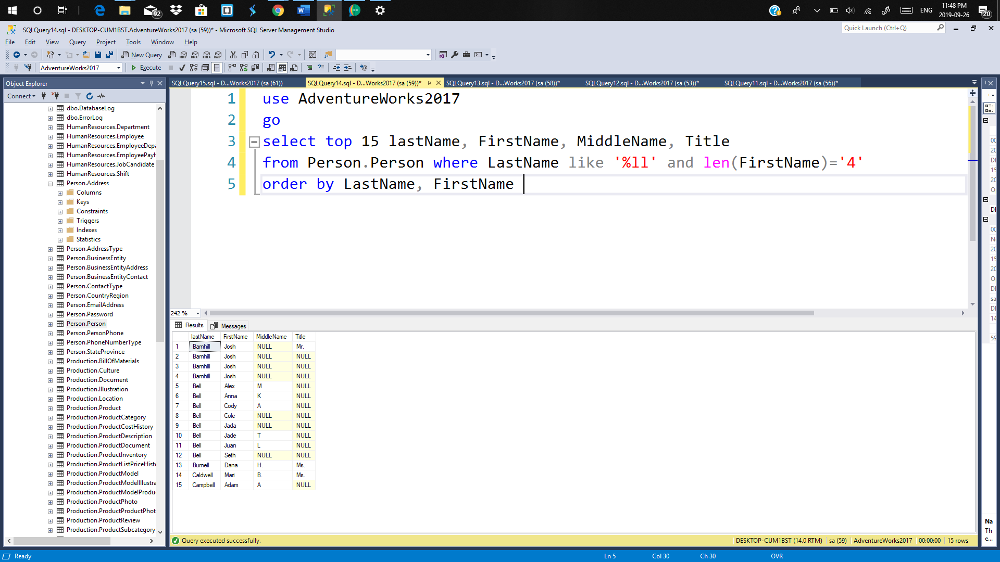 92
ENG
11:48 PM
2019-09-26
20
SQLQuery14.sql - DESKTOP-CUM1BST.AdventureWorks2017 (sa (59))* - Microsoft SQL Server Management Studio
Quick Launch (Ctrl+Q)
File Edit View Query Project Tools Window Help
New Query MDX DMX XMLA DAX
AdventureWorks2017 Execute
Object Explorer
Connect
SQLQuery15.sql - D...Works2017 (sa (61)) SQLQuery14.sql - D...Works2017 (sa (59))* SQLQuery13.sql - D...Works2017 (sa (58))* SQLQuery12.sql - D...Works2017 (sa (53))* SQLQuery11.sql - D...Works2017 (sa (56))*
dbo.DatabaseLog
dbo.ErrorLog
HumanResources.Department
HumanResources.Employee
HumanResources.EmployeeDepa
HumanResources.EmployeePayH
HumanResources.JobCandidate
HumanResources.Shift
Person.Address
Columns
Keys
Constraints
Triggers
Indexes
Statistics
Person.AddressType
Person.BusinessEntity
Person.BusinessEntityAddress
Person.BusinessEntityContact
Person.ContactType
Person.CountryRegion
Person.EmailAddress
Person.Password
Person.Person
Person.PersonPhone
Person.PhoneNumberType
Person.StateProvince
Production.BillOfMaterials
Production.Culture
Production.Document
Production.Illustration
Production.Location
Production.Product
Production.ProductCategory
Production.ProductCostHistory
Production.ProductDescription
Production.ProductDocument
Production.ProductInventory
Production.ProductListPriceHisto
Production.ProductModel
Production.ProductModelIllustra
Production.ProductModelProdu
Production.ProductPhoto
Production.ProductProductPhot
Production.ProductReview
Production.ProductSubcategory
1 use AdventureWorks2017
2 go
3 select top 15 lastName, FirstName, MiddleName, Title
4 from Person.Person where LastName like '%ll' and len(FirstName)='4'
5 order by LastName, FirstName
242 %
Results Messages
lastName FirstName MiddleName Title
1 Barnhill Josh NULL Mr.
2 Barnhill Josh NULL NULL
3 Barnhill Josh NULL NULL
4 Barnhill Josh NULL NULL
5 Bell Alex M NULL
6 Bell Anna K NULL
7 Bell Cody A NULL
8 Bell Cole NULL NULL
9 Bell Jada NULL NULL
10 Bell Jade T NULL
11 Bell Juan L NULL
12 Bell Seth NULL NULL
13 Burnell Dana H. Ms.
14 Caldwell Mari B. Ms.
15 Campbell Adam A NULL
Query executed successfully.
DESKTOP-CUM1BST (14.0 RTM) sa (59) AdventureWorks2017 00:00:00 15 rows
Na
Th
e...
Ready Ln 5 Col 30 Ch 30 OVR